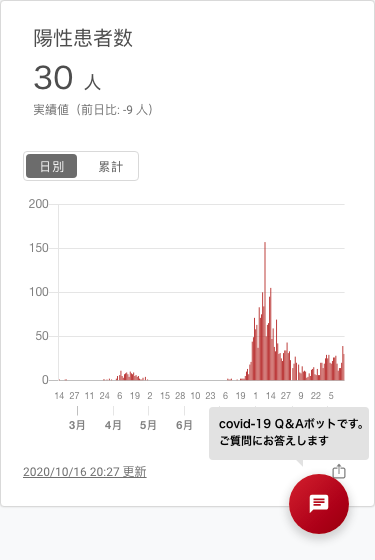 陽性患者数
30 人
実績値（前日比: -9 人）
日別 累計
200
150
100
50
0
14 27 11 24 6 19 2 15 28 10 23 6 19 1 14 27 9 22 5
3月 4月 5月 6月
covid-19 Q&Aボットです。
ご質問にお答えします
2020/10/16 20:27 更新